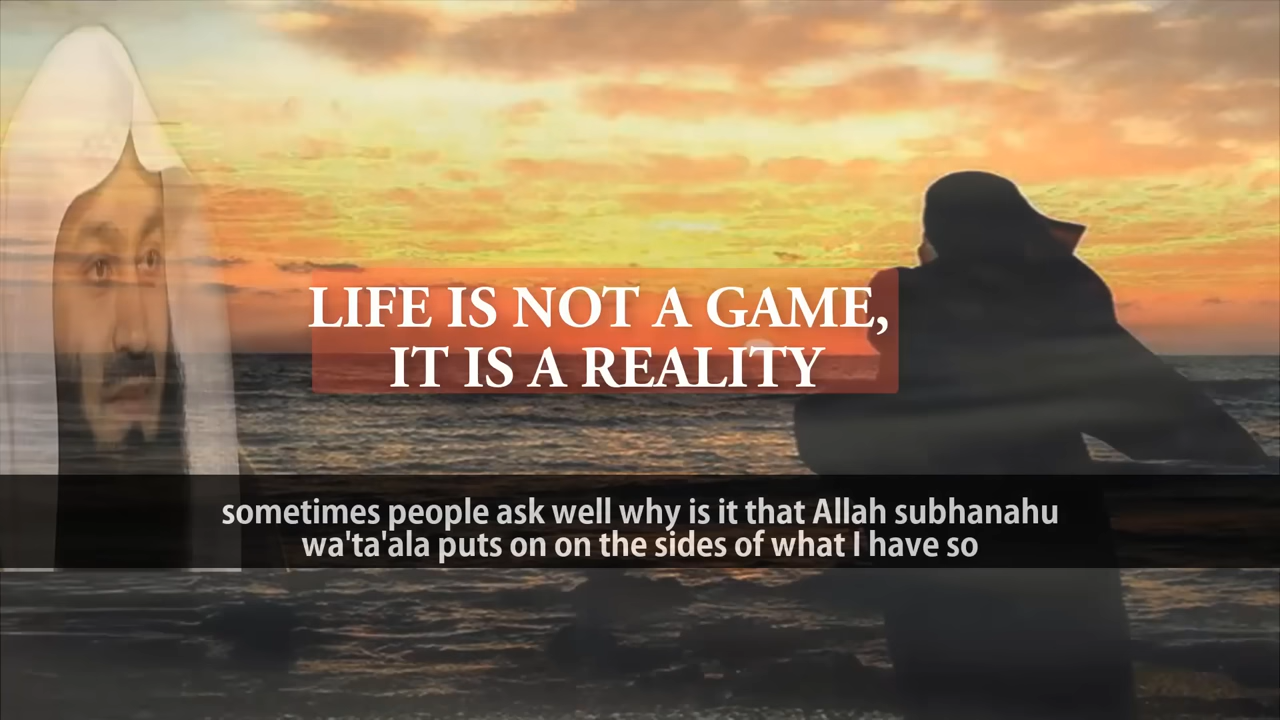 LIFE IS NOT A GAME,
IT IS A REALITY
sometimes people ask well why is it that Allah subhanahu
wa'ta'ala puts on on the sides of what I have so